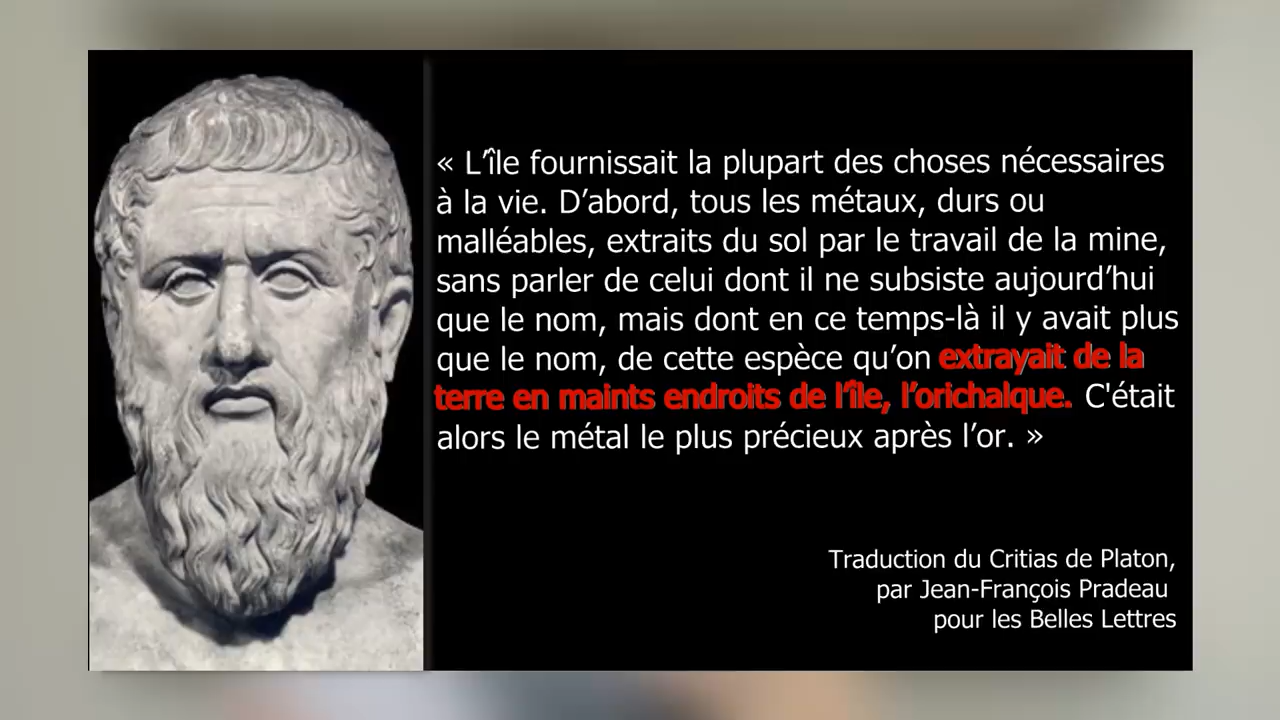 « L’île fournissait la plupart des choses nécessaires
à la vie. D’abord, tous les métaux, durs ou
malléables, extraits du sol par le travail de la mine,
sans parler de celui dont il ne subsiste aujourd’hui
que le nom, mais dont en ce temps-là il y avait plus
que le nom, de cette espèce qu’on extrayait de la
terre en maints endroits de l’île, l’orichalque. C'était
alors le métal le plus précieux après l’or. »
Traduction du Critias de Platon,
par Jean-François Pradeau
pour les Belles Lettres